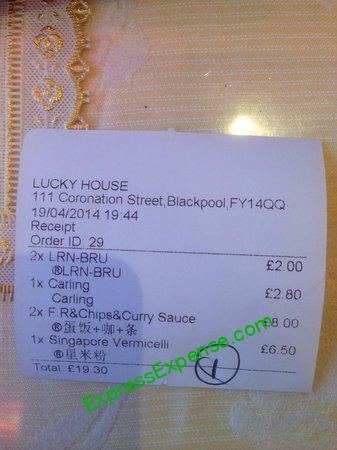 LUCKY HOUSE
111 Coronation Street,Blackpool,FY14QQ
19/04/2014 19:44
Receipt
Order ID: 29
2x LRN-BRU £2.00
®LRN-BRU
1x Carling £2.80
Carling
2x F.R&Chips&Curry Sauce £8.00
®蛋饭+咖+条
1x Singapore Vermicelli £6.50
®星米粉
Total £19.30
1
ExpressExpense.com